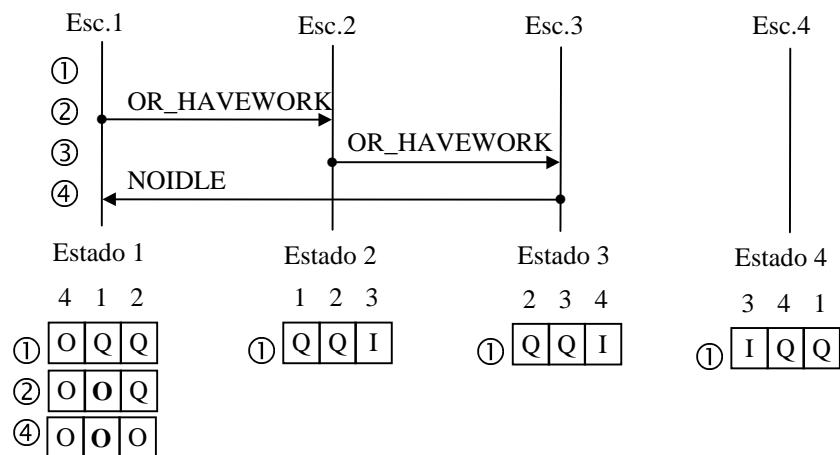 Esc.1 Esc.2 Esc.3 Esc.4
①
② OR_HAVEWORK
③ OR_HAVEWORK
④ NOIDLE
Estado 1 Estado 2 Estado 3 Estado 4
4 1 2 1 2 3 2 3 4 3 4 1
① O Q Q ① Q Q I ① Q Q I ① I Q Q
② O O Q
④ O O O